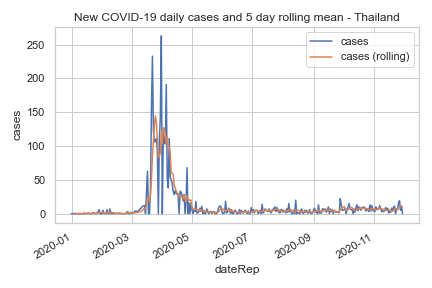 New COVID-19 daily cases and 5 day rolling mean - Thailand
cases
cases (rolling)
250
200
150
100
50
0
cases
2020-01
2020-03
2020-05
2020-07
2020-09
2020-11
dateRep